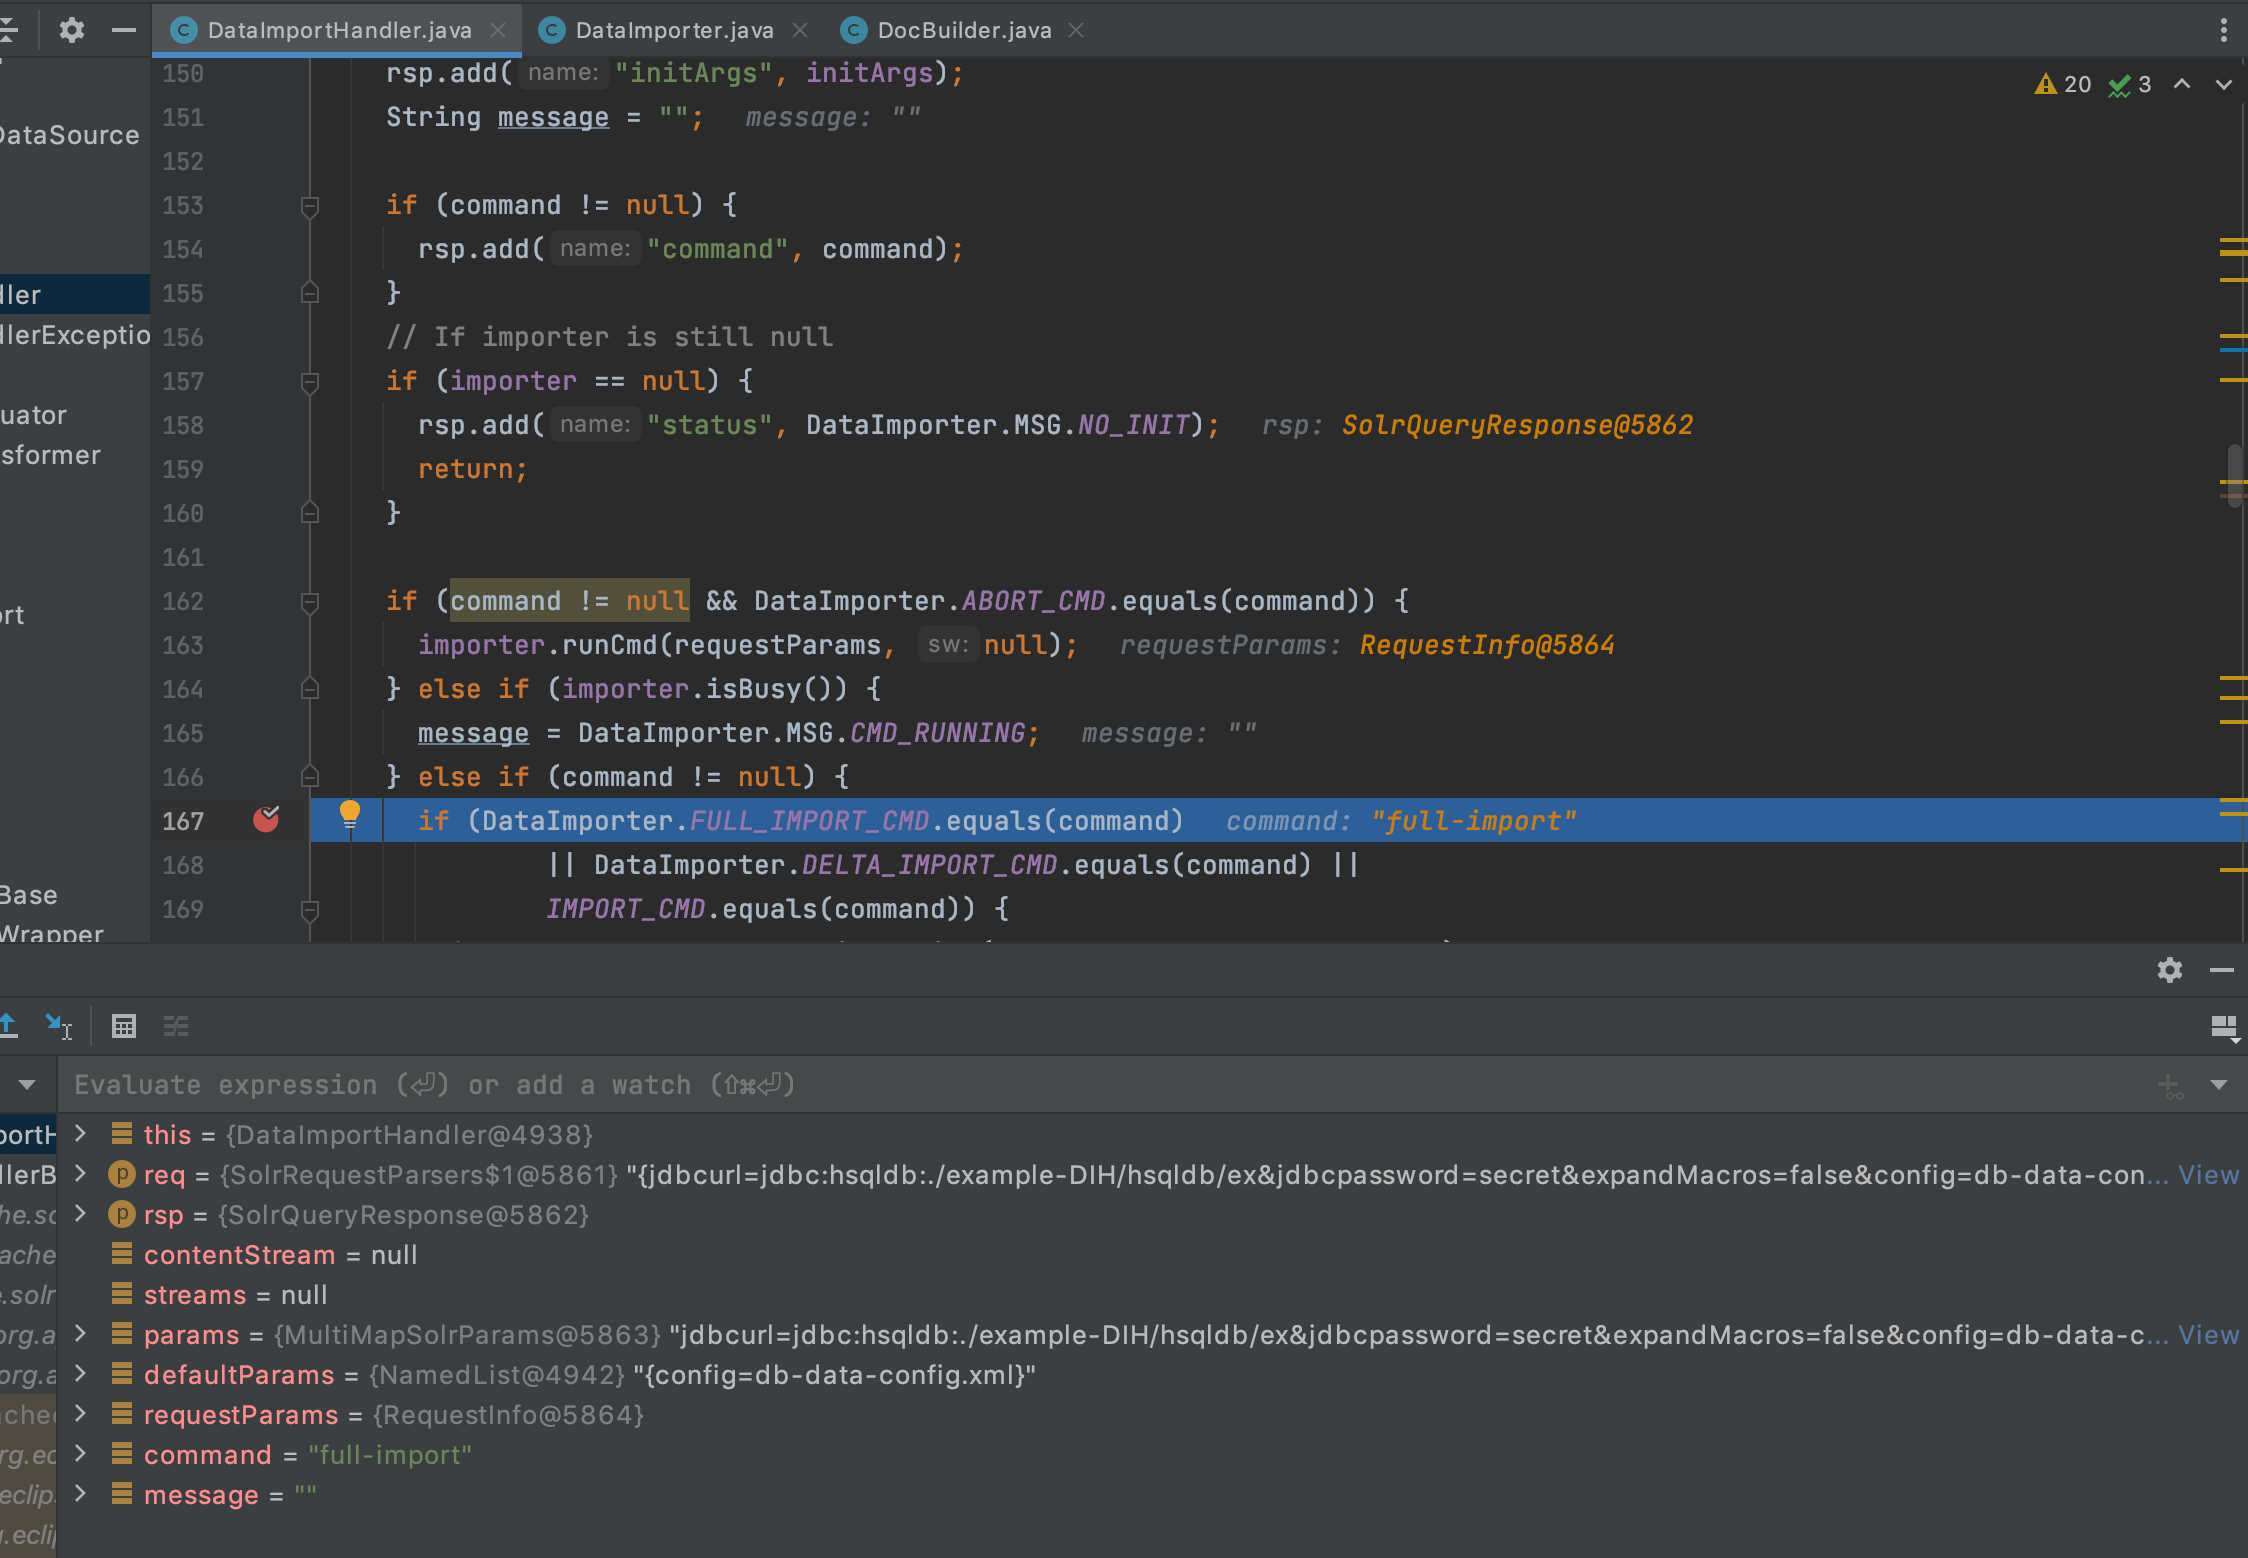 DataImportHandler.java DataImporter.java DocBuilder.java
20 3
DataSource
dler
dlerExceptio
uator
sformer
ort
Base
Wrapper
150 rsp.add( name: "initArgs", initArgs);
151 String message = ""; message: ""
152
153 if (command != null) {
154 rsp.add( name: "command", command);
155 }
156 // If importer is still null
157 if (importer == null) {
158 rsp.add( name: "status", DataImporter.MSG.NO_INIT); rsp: SolrQueryResponse@5862
159 return;
160 }
161
162 if (command != null && DataImporter.ABORT_CMD.equals(command)) {
163 importer.runCmd(requestParams, sw: null); requestParams: RequestInfo@5864
164 } else if (importer.isBusy()) {
165 message = DataImporter.MSG.CMD_RUNNING; message: ""
166 } else if (command != null) {
167 if (DataImporter.FULL_IMPORT_CMD.equals(command) command: "full-import"
168 || DataImporter.DELTA_IMPORT_CMD.equals(command) ||
169 IMPORT_CMD.equals(command)) {
Evaluate expression (⏎) or add a watch (⇧⌘⏎)
portH
llerB
he.so
ache
e.solr
org.a
org.a
ached
rg.ec
eclip
g.eclip
this = {DataImportHandler@4938}
req = {SolrRequestParsers$1@5861} "{jdbcurl=jdbc:hsqldb:./example-DIH/hsqldb/ex&jdbcpassword=secret&expandMacros=false&config=db-data-con... View
rsp = {SolrQueryResponse@5862}
contentStream = null
streams = null
params = {MultiMapSolrParams@5863} "jdbcurl=jdbc:hsqldb:./example-DIH/hsqldb/ex&jdbcpassword=secret&expandMacros=false&config=db-data-c... View
defaultParams = {NamedList@4942} "{config=db-data-config.xml}"
requestParams = {RequestInfo@5864}
command = "full-import"
message = ""